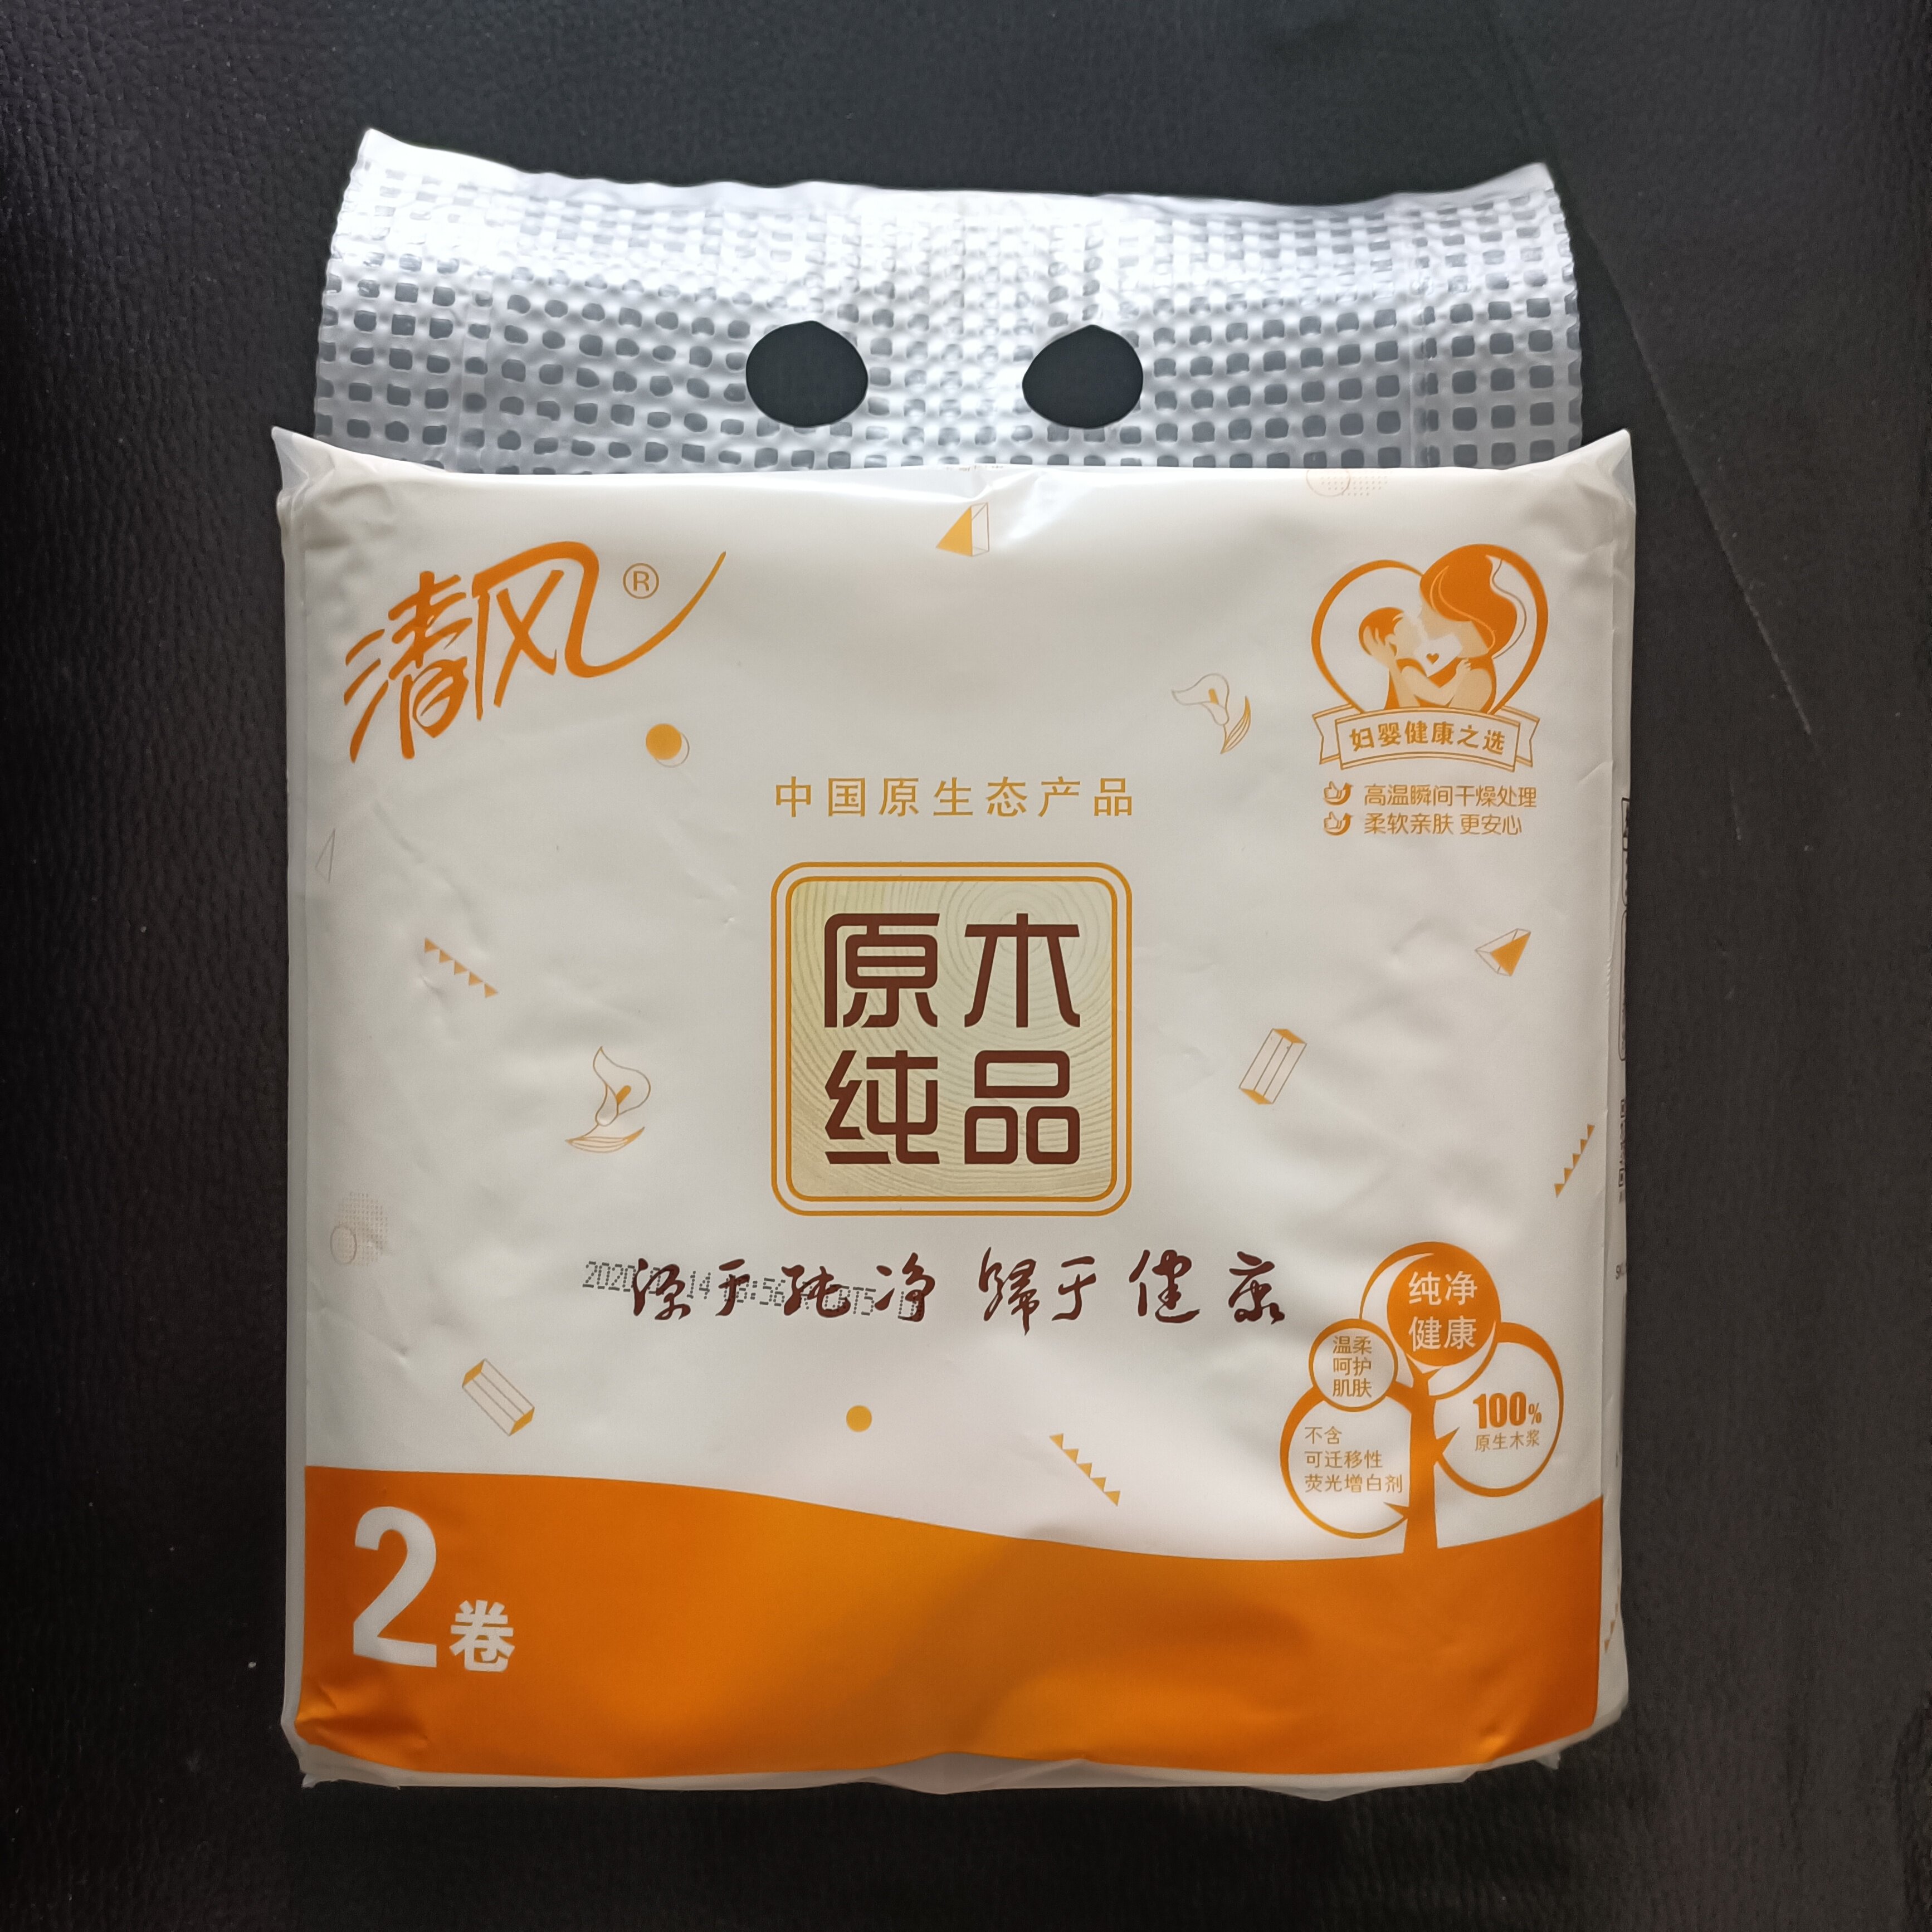 清风®
妇婴健康之选
高温瞬间干燥处理
柔软亲肤 更安心
中国原生态产品
原木
纯品
源于纯净 歸于健康
纯净
健康
温柔
呵护
肌肤
100%
原生木浆
不含
可迁移性
荧光增白剂
2卷